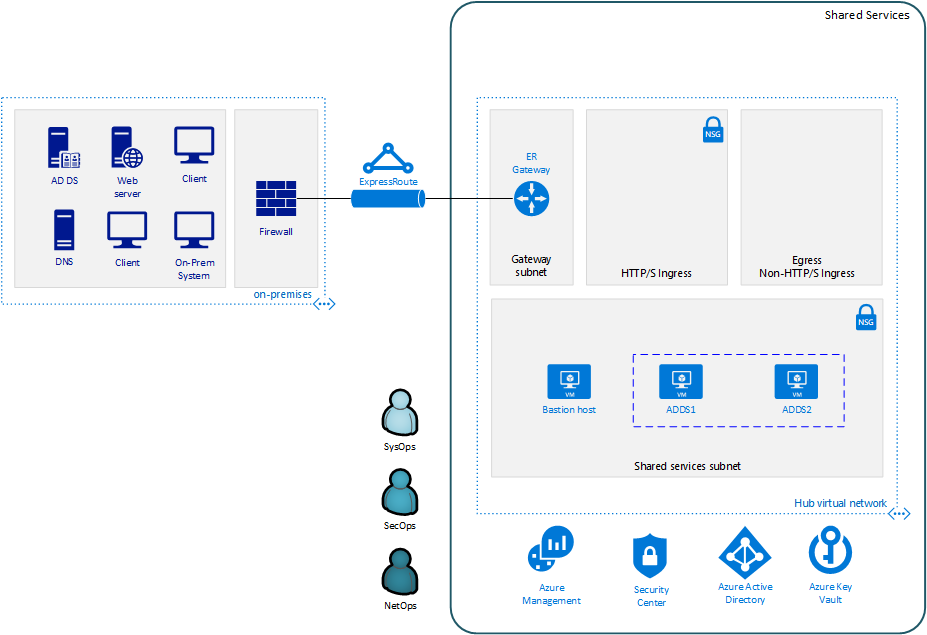 Shared Services
AD DS
Web
server
Client
DNS
Client
On-Prem
System
Firewall
on-premises
ExpressRoute
ER
Gateway
Gateway
subnet
NSG
HTTP/S Ingress
Egress
Non-HTTP/S Ingress
NSG
VM
Bastion host
VM
ADDS1
VM
ADDS2
Shared services subnet
Hub virtual network
SysOps
SecOps
NetOps
Azure
Management
Security
Center
Azure Active
Directory
Azure Key
Vault